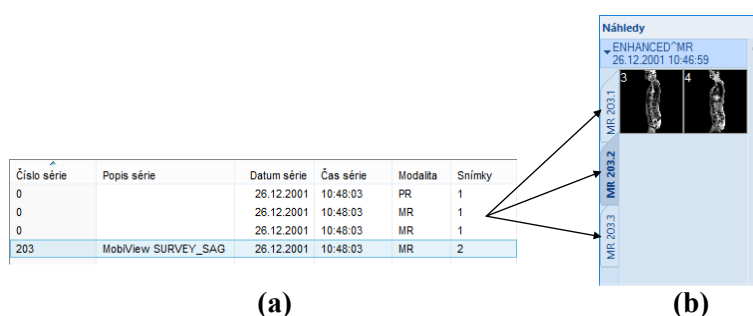 Číslo série Popis série Datum série Čas série Modalita Snímky
0 26.12.2001 10:48:03 PR 1
0 26.12.2001 10:48:03 MR 1
0 26.12.2001 10:48:03 MR 1
203 MobiView SURVEY_SAG 26.12.2001 10:48:03 MR 2
(a)
Náhledy
ENHANCED^MR
26.12.2001 10:46:59
3 4
MR 203.1
MR 203.2
MR 203.3
(b)